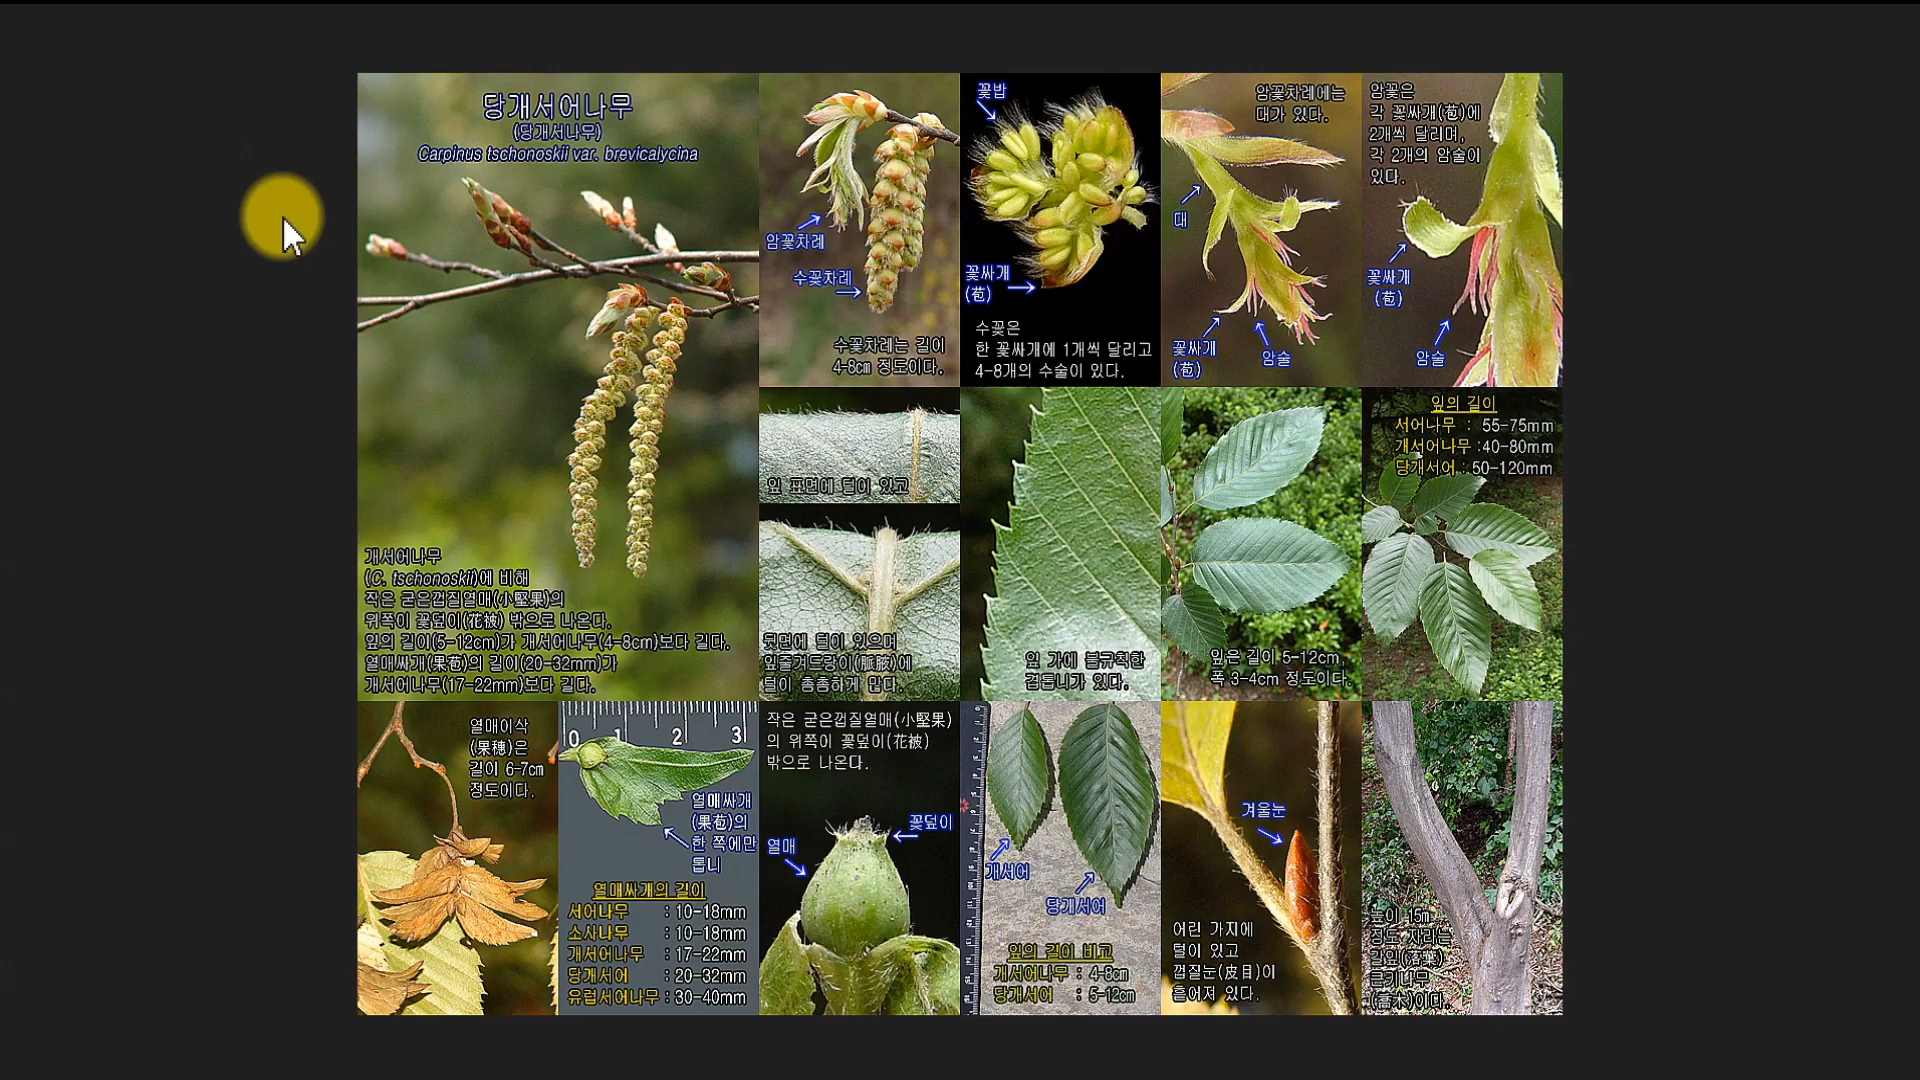 당개서어나무
(당개서나무)
Carpinus tschonoskii var. brevicalycina
개서어나무
(C. tschonoskii)에 비해
작은 굳은껍질열매(小堅果)의
위쪽이 꽃덮이(花被) 밖으로 나온다.
잎의 길이(5-12cm)가 개서어나무(4-8cm)보다 길다.
열매싸개(果苞)의 길이(20-32mm)가
개서어나무(17-22mm)보다 길다.
암꽃차례
수꽃차례
수꽃차례는 길이
4-8cm 정도이다.
꽃밥
꽃싸개
(苞)
수꽃은
한 꽃싸개에 1개씩 달리고
4-8개의 수술이 있다.
암꽃차례에는
대가 있다.
대
꽃싸개
(苞)
암술
암꽃은
각 꽃싸개(苞)에
2개씩 달리며,
각 2개의 암술이
있다.
꽃싸개
(苞)
암술
잎 표면에 털이 있고
뒷면에 털이 있으며
잎줄겨드랑이(脈腋)에
털이 촘촘하게 많다.
잎 가에 불규칙한
겹톱니가 있다.
잎은 길이 5-12cm,
폭 3-4cm 정도이다.
잎의 길이
서어나무 : 55-75mm
개서어나무 :40-80mm
당개서어 : 50-120mm
열매이삭
(果穗)은
길이 6-7cm
정도이다.
0 1 2 3
열매싸개
(果苞)의
한 쪽에만
톱니
열매싸개의 길이
서어나무 : 10-18mm
소사나무 : 10-18mm
개서어나무 : 17-22mm
당개서어 : 20-32mm
유럽서어나무 : 30-40mm
작은 굳은껍질열매(小堅果)
의 위쪽이 꽃덮이(花被)
밖으로 나온다.
꽃덮이
열매
개서어
당개서어
잎의 길이 비교
개서어나무 : 4-8cm
당개서어 : 5-12cm
겨울눈
어린 가지에
털이 있고
껍질눈(皮目)이
흩어져 있다.
높이 15m
정도 자라는
갈잎(落葉)
큰키나무
(喬木)이다.